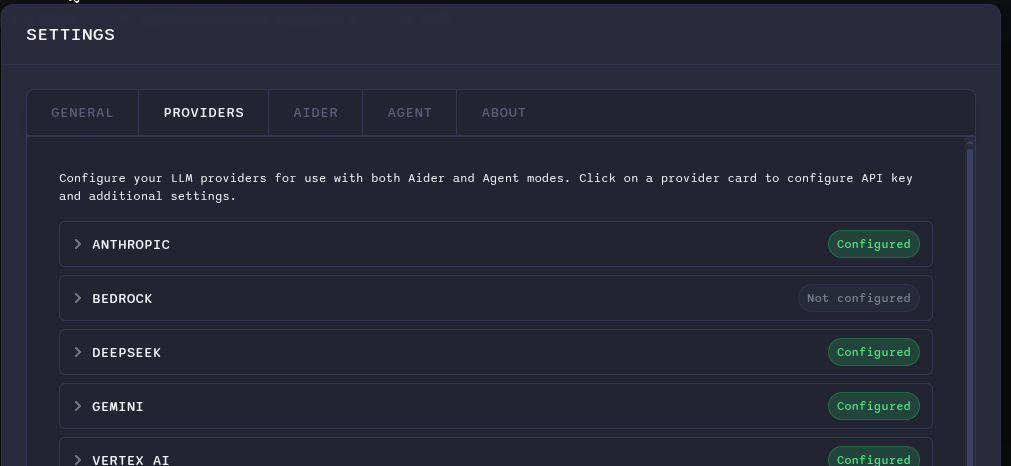 SETTINGS
GENERAL PROVIDERS AIDER AGENT ABOUT
Configure your LLM providers for use with both Aider and Agent modes. Click on a provider card to configure API key
and additional settings.
ANTHROPIC Configured
BEDROCK Not configured
DEEPSEEK Configured
GEMINI Configured
VERTEX AI Configured